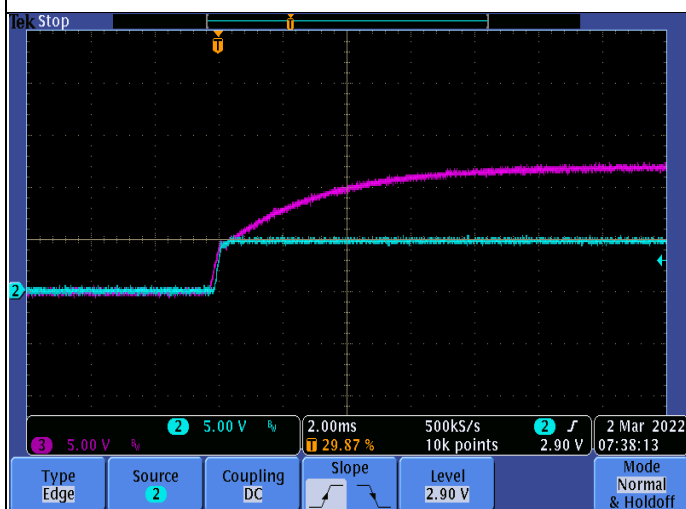 Tek Stop
T
T
2
2 5.00 V BW
3 5.00 V BW
2.00ms 500kS/s 2
T 29.87 % 10k points 2.90 V
2 Mar 2022
07:38:13
Type
Edge
Source
2
Coupling
DC
Slope
Level
2.90 V
Mode
Normal
& Holdoff